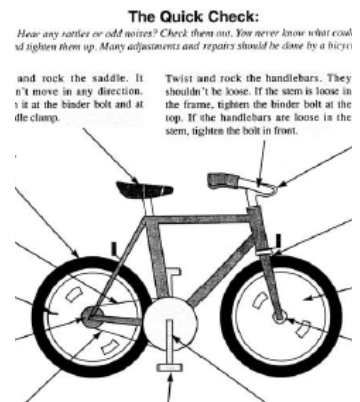 The Quick Check:
Hear any rattles or odd noises? Check them out. You never know what
and tighten them up. Many adjustments and repairs should be done by a
and rock the saddle. It
n't move in any direction.
it at the binder bolt and at
dle clamp.
Twist and rock the handlebars. They
shouldn't be loose. If the stem is loose in
the frame, tighten the binder bolt at the
top. If the handlebars are loose in the
stem, tighten the bolt in front.